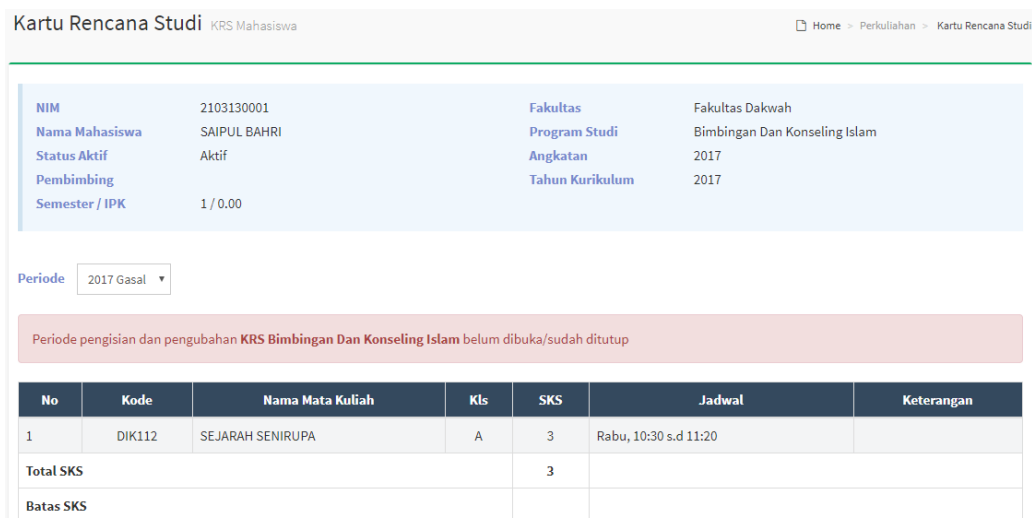 Kartu Rencana Studi KRS Mahasiswa
Home > Perkuliahan > Kartu Rencana Studi
NIM 2103130001 Fakultas Fakultas Dakwah
Nama Mahasiswa SAIPUL BAHRI Program Studi Bimbingan Dan Konseling Islam
Status Aktif Aktif Angkatan 2017
Pembimbing Tahun Kurikulum 2017
Semester / IPK 1 / 0.00
Periode 2017 Gasal
Periode pengisian dan pengubahan KRS Bimbingan Dan Konseling Islam belum dibuka/sudah ditutup
No Kode Nama Mata Kuliah Kls SKS Jadwal Keterangan
1 DIK112 SEJARAH SENIRUPA A 3 Rabu, 10:30 s.d 11:20
Total SKS 3
Batas SKS